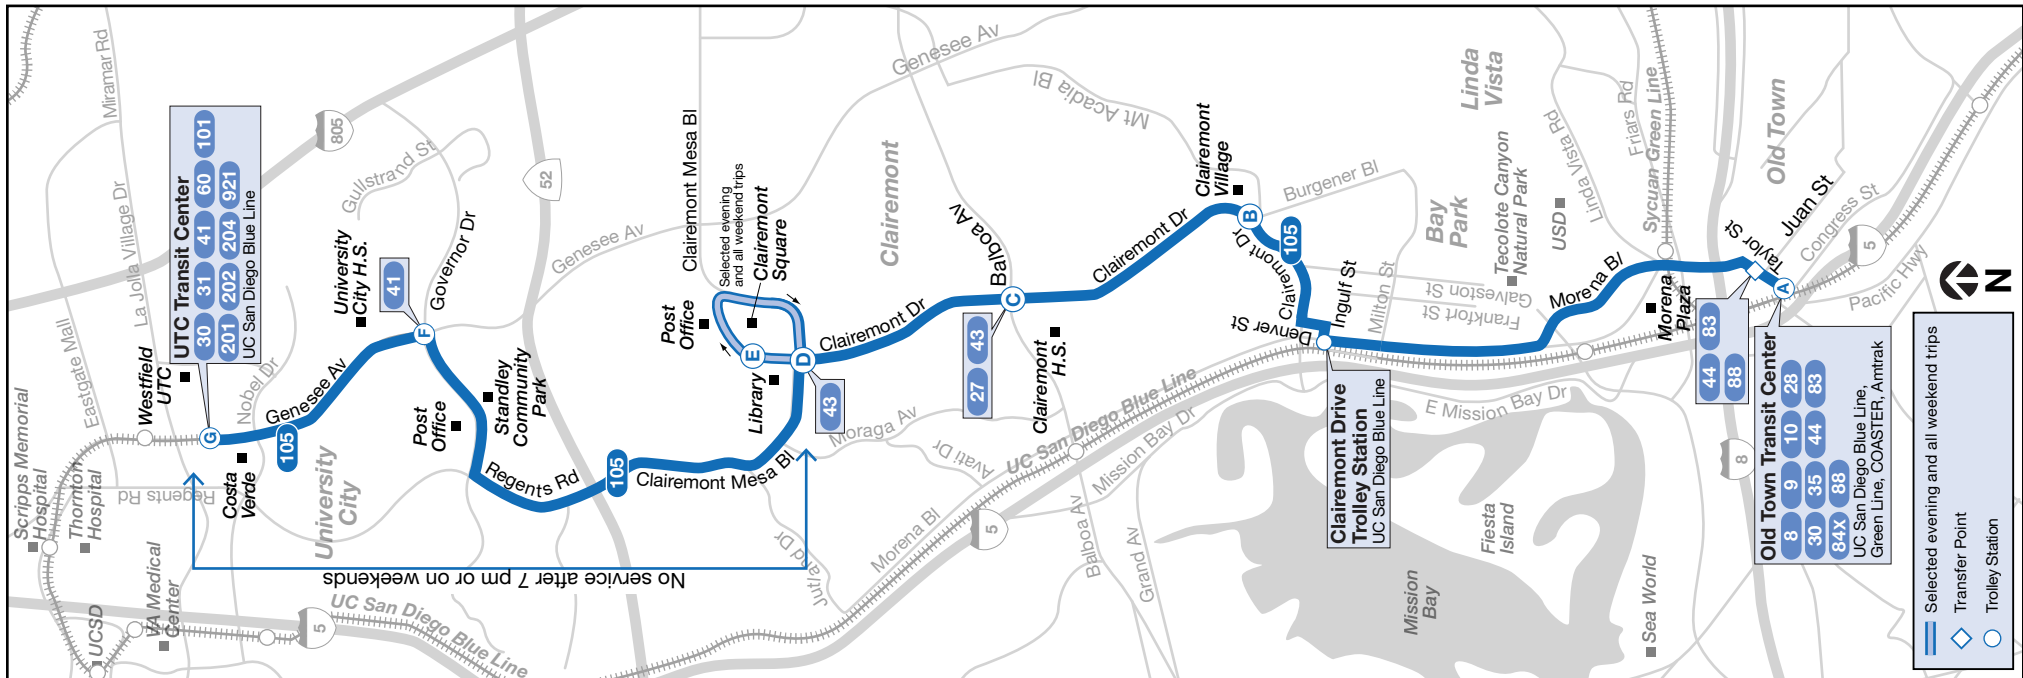 Scripps Memorial
Hospital
Thornton
Hospital
Regents Rd
VA Medical
Center
UCSD
Eastgate Mall
Miramar Rd
La Jolla Village Dr
Westfield
UTC
UTC Transit Center
30 31 41 60 101
201 202 204 921
UC San Diego Blue Line
G
Nobel Dr
Genesee Av
105
Costa
Verde
Regents Rd
University
City
UC San Diego Blue Line
5
No service after 7 pm or on weekends
805
Gullstrand St
University
City H.S.
41
F
Governor Dr
Post
Office
Standley
Community
Park
Regents Rd
52
Genesee Av
105
Clairemont Mesa Bl
Clairemont Mesa Bl
Selected evening
and all weekend trips
Clairemont
Square
Post
Office
E
Library
D
43
Moraga Av
Jutland Dr
Avati Dr
Morena Bl
Clairemont Dr
Clairemont
Genesee Av
Mt Acadia Bl
Balboa Av
Balboa
C
27 43
Clairemont
H.S.
UC San Diego Blue Line
Mission Bay Dr
5
Balboa Av
Grand Av
Clairemont Dr
Clairemont
Village
B
Burgener Bl
Clairemont Dr
Clairemont
105
Denver St
Ingulf St
Milton St
Clairemont Drive
Trolley Station
UC San Diego Blue Line
E Mission Bay Dr
Mission
Bay
Fiesta
Island
Sea World
Bay
Park
Linda
Vista
Tecolote Canyon
Natural Park
USD
Galveston St
Frankfort St
Morena Bl
Linda Vista Rd
Friars Rd
Sycuan Green Line
Morena
Plaza
44 83
88
8
Old Town
Taylor St
Juan St
Congress St
5
Pacific Hwy
A
Old Town Transit Center
8 9 10 28
30 35 44 83
84X 88
UC San Diego Blue Line,
Green Line, COASTER, Amtrak
N
Selected evening and all weekend trips
Transfer Point
Trolley Station